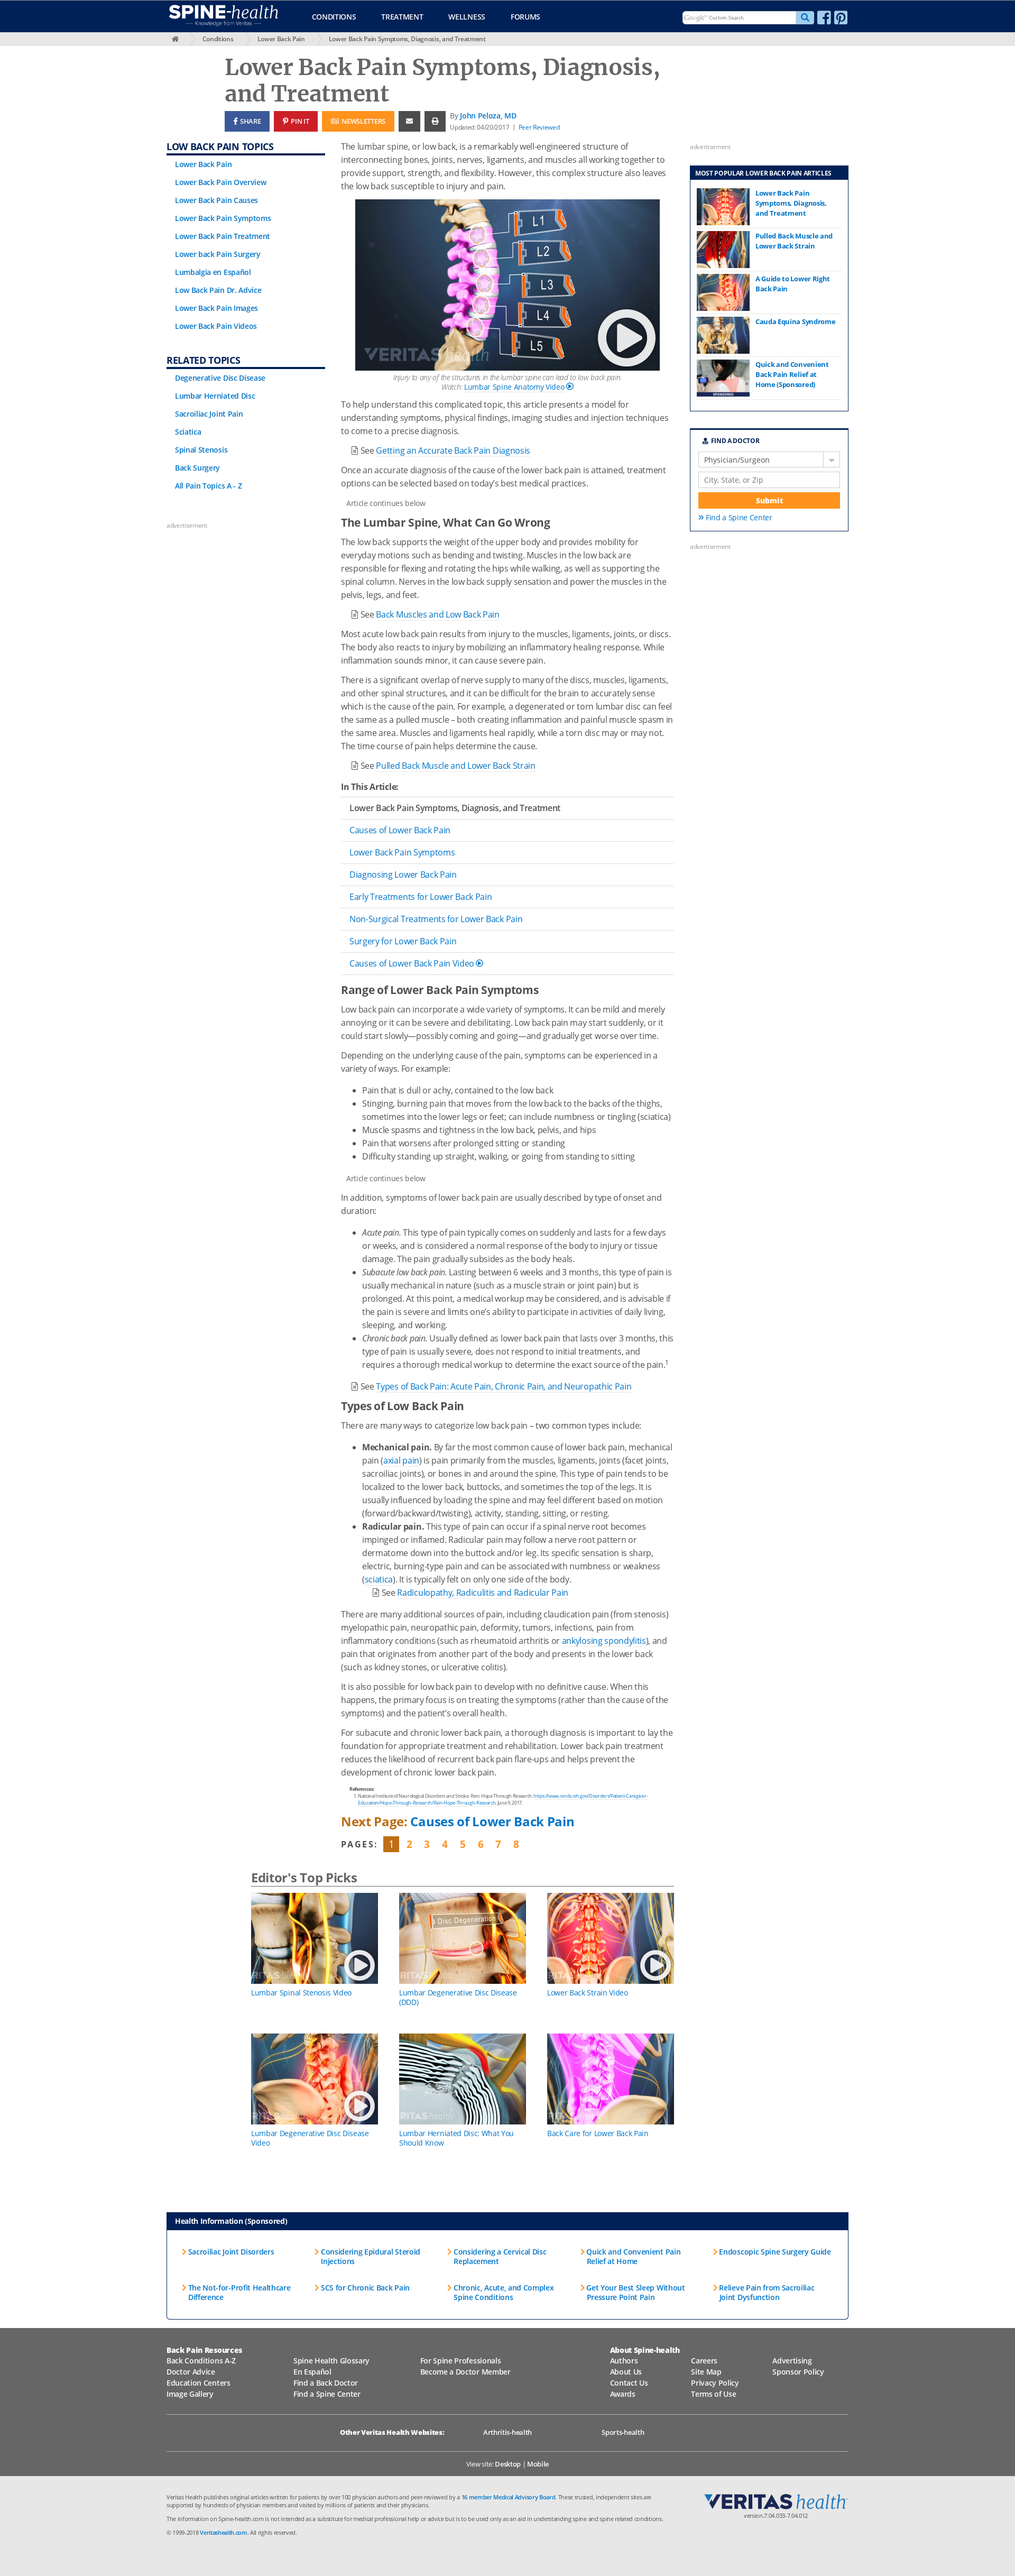 SPINE-health
Knowledge from Veritas
CONDITIONS
TREATMENT
WELLNESS
FORUMS
Google™ Custom Search
Conditions
Lower Back Pain
Lower Back Pain Symptoms, Diagnosis, and Treatment
Lower Back Pain Symptoms, Diagnosis,
and Treatment
SHARE
PIN IT
NEWSLETTERS
By John Peloza, MD
Updated: 04/20/2017 | Peer Reviewed
LOW BACK PAIN TOPICS
Lower Back Pain
Lower Back Pain Overview
Lower Back Pain Causes
Lower Back Pain Symptoms
Lower Back Pain Treatment
Lower back Pain Surgery
Lumbalgia en Español
Low Back Pain Dr. Advice
Lower Back Pain Images
Lower Back Pain Videos
RELATED TOPICS
Degenerative Disc Disease
Lumbar Herniated Disc
Sacroiliac Joint Pain
Sciatica
Spinal Stenosis
Back Surgery
All Pain Topics A - Z
advertisement
The lumbar spine, or low back, is a remarkably well-engineered structure of
interconnecting bones, joints, nerves, ligaments, and muscles all working together to
provide support, strength, and flexibility. However, this complex structure also leaves
the low back susceptible to injury and pain.
L1
L2
L3
L4
L5
VERITAS health
Injury to any of the structures in the lumbar spine can lead to low back pain.
Watch: Lumbar Spine Anatomy Video
To help understand this complicated topic, this article presents a model for
understanding symptoms, physical findings, imaging studies and injection techniques
to come to a precise diagnosis.
See Getting an Accurate Back Pain Diagnosis
Once an accurate diagnosis of the cause of the lower back pain is attained, treatment
options can be selected based on today's best medical practices.
Article continues below
The Lumbar Spine, What Can Go Wrong
The low back supports the weight of the upper body and provides mobility for
everyday motions such as bending and twisting. Muscles in the low back are
responsible for flexing and rotating the hips while walking, as well as supporting the
spinal column. Nerves in the low back supply sensation and power the muscles in the
pelvis, legs, and feet.
See Back Muscles and Low Back Pain
Most acute low back pain results from injury to the muscles, ligaments, joints, or discs.
The body also reacts to injury by mobilizing an inflammatory healing response. While
inflammation sounds minor, it can cause severe pain.
There is a significant overlap of nerve supply to many of the discs, muscles, ligaments,
and other spinal structures, and it can be difficult for the brain to accurately sense
which is the cause of the pain. For example, a degenerated or torn lumbar disc can feel
the same as a pulled muscle – both creating inflammation and painful muscle spasm in
the same area. Muscles and ligaments heal rapidly, while a torn disc may or may not.
The time course of pain helps determine the cause.
See Pulled Back Muscle and Lower Back Strain
In This Article:
Lower Back Pain Symptoms, Diagnosis, and Treatment
Causes of Lower Back Pain
Lower Back Pain Symptoms
Diagnosing Lower Back Pain
Early Treatments for Lower Back Pain
Non-Surgical Treatments for Lower Back Pain
Surgery for Lower Back Pain
Causes of Lower Back Pain Video
Range of Lower Back Pain Symptoms
Low back pain can incorporate a wide variety of symptoms. It can be mild and merely
annoying or it can be severe and debilitating. Low back pain may start suddenly, or it
could start slowly—possibly coming and going—and gradually get worse over time.
Depending on the underlying cause of the pain, symptoms can be experienced in a
variety of ways. For example:
• Pain that is dull or achy, contained to the low back
• Stinging, burning pain that moves from the low back to the backs of the thighs,
sometimes into the lower legs or feet; can include numbness or tingling (sciatica)
• Muscle spasms and tightness in the low back, pelvis, and hips
• Pain that worsens after prolonged sitting or standing
• Difficulty standing up straight, walking, or going from standing to sitting
Article continues below
In addition, symptoms of lower back pain are usually described by type of onset and
duration:
• Acute pain. This type of pain typically comes on suddenly and lasts for a few days
or weeks, and is considered a normal response of the body to injury or tissue
damage. The pain gradually subsides as the body heals.
• Subacute low back pain. Lasting between 6 weeks and 3 months, this type of pain is
usually mechanical in nature (such as a muscle strain or joint pain) but is
prolonged. At this point, a medical workup may be considered, and is advisable if
the pain is severe and limits one's ability to participate in activities of daily living,
sleeping, and working.
• Chronic back pain. Usually defined as lower back pain that lasts over 3 months, this
type of pain is usually severe, does not respond to initial treatments, and
requires a thorough medical workup to determine the exact source of the pain.1
See Types of Back Pain: Acute Pain, Chronic Pain, and Neuropathic Pain
Types of Low Back Pain
There are many ways to categorize low back pain – two common types include:
• Mechanical pain. By far the most common cause of lower back pain, mechanical
pain (axial pain) is pain primarily from the muscles, ligaments, joints (facet joints,
sacroiliac joints), or bones in and around the spine. This type of pain tends to be
localized to the lower back, buttocks, and sometimes the top of the legs. It is
usually influenced by loading the spine and may feel different based on motion
(forward/backward/twisting), activity, standing, sitting, or resting.
• Radicular pain. This type of pain can occur if a spinal nerve root becomes
impinged or inflamed. Radicular pain may follow a nerve root pattern or
dermatome down into the buttock and/or leg. Its specific sensation is sharp,
electric, burning-type pain and can be associated with numbness or weakness
(sciatica). It is typically felt on only one side of the body.
See Radiculopathy, Radiculitis and Radicular Pain
There are many additional sources of pain, including claudication pain (from stenosis)
myelopathic pain, neuropathic pain, deformity, tumors, infections, pain from
inflammatory conditions (such as rheumatoid arthritis or ankylosing spondylitis), and
pain that originates from another part of the body and presents in the lower back
(such as kidney stones, or ulcerative colitis).
It is also possible for low back pain to develop with no definitive cause. When this
happens, the primary focus is on treating the symptoms (rather than the cause of the
symptoms) and the patient's overall health.
For subacute and chronic lower back pain, a thorough diagnosis is important to lay the
foundation for appropriate treatment and rehabilitation. Lower back pain treatment
reduces the likelihood of recurrent back pain flare-ups and helps prevent the
development of chronic lower back pain.
References:
1. National Institute of Neurological Disorders and Stroke. Pain: Hope Through Research. https://www.ninds.nih.gov/Disorders/Patient-Caregiver-
Education/Hope-Through-Research/Pain-Hope-Through-Research. June 9, 2017.
Next Page: Causes of Lower Back Pain
PAGES: 1 2 3 4 5 6 7 8
advertisement
MOST POPULAR LOWER BACK PAIN ARTICLES
Lower Back Pain
Symptoms, Diagnosis,
and Treatment
Pulled Back Muscle and
Lower Back Strain
A Guide to Lower Right
Back Pain
Cauda Equina Syndrome
Quick and Convenient
Back Pain Relief at
Home (Sponsored)
SPONSORED
FIND A DOCTOR
Physician/Surgeon
City, State, or Zip
Submit
Find a Spine Center
advertisement
Editor's Top Picks
Lumbar Spinal Stenosis Video
Disc Degeneration
Lumbar Degenerative Disc Disease
(DDD)
Lower Back Strain Video
Lumbar Degenerative Disc Disease
Video
Lumbar Herniated Disc: What You
Should Know
Back Care for Lower Back Pain
Health Information (Sponsored)
Sacroiliac Joint Disorders
Considering Epidural Steroid
Injections
Considering a Cervical Disc
Replacement
Quick and Convenient Pain
Relief at Home
Endoscopic Spine Surgery Guide
The Not-for-Profit Healthcare
Difference
SCS for Chronic Back Pain
Chronic, Acute, and Complex
Spine Conditions
Get Your Best Sleep Without
Pressure Point Pain
Relieve Pain from Sacroiliac
Joint Dysfunction
Back Pain Resources
Back Conditions A-Z
Doctor Advice
Education Centers
Image Gallery
Spine Health Glossary
En Español
Find a Back Doctor
Find a Spine Center
For Spine Professionals
Become a Doctor Member
About Spine-health
Authors
About Us
Contact Us
Awards
Careers
Site Map
Privacy Policy
Terms of Use
Advertising
Sponsor Policy
Other Veritas Health Websites:
Arthritis-health
Sports-health
View site: Desktop | Mobile
Veritas Health publishes original articles written for patients by over 100 physician authors and peer-reviewed by a 16 member Medical Advisory Board. These trusted, independent sites are
supported by hundreds of physician members and visited by millions of patients and their physicians.
The information on Spine-health.com is not intended as a substitute for medical professional help or advice but is to be used only as an aid in understanding spine and spine related conditions.
© 1999-2018 Veritashealth.com. All rights reserved.
VERITAS health
version.7.04.033-7.04.012